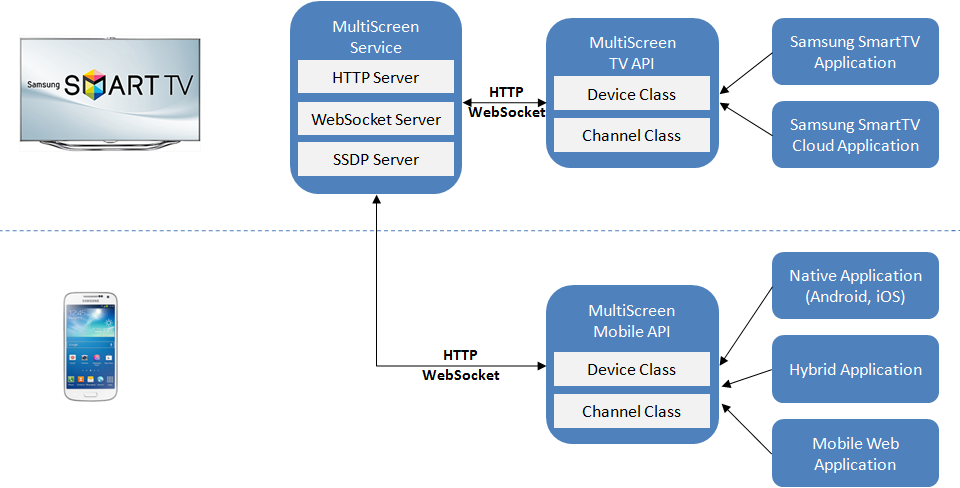 Samsung SMART TV
MultiScreen
Service
HTTP Server
WebSocket Server
SSDP Server
HTTP
WebSocket
MultiScreen
TV API
Device Class
Channel Class
Samsung SmartTV
Application
Samsung SmartTV
Cloud Application
HTTP
WebSocket
MultiScreen
Mobile API
Device Class
Channel Class
Native Application
(Android, iOS)
Hybrid Application
Mobile Web
Application